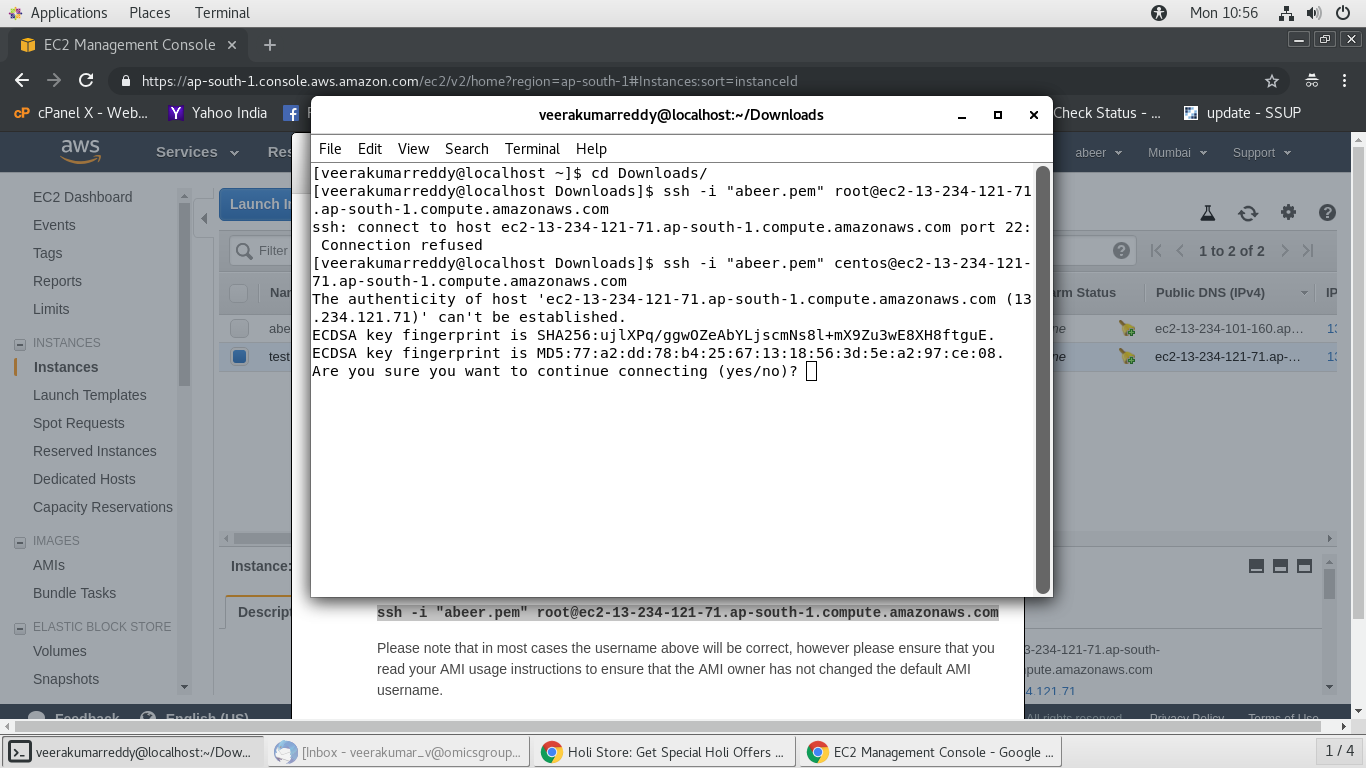 Applications Places Terminal Mon 10:56
EC2 Management Console
https://ap-south-1.console.aws.amazon.com/ec2/v2/home?region=ap-south-1#Instances:sort=instanceId
cP cPanel X - Web... Yahoo India Check Status - ... update - SSUP
veerakumarreddy@localhost:~/Downloads
File Edit View Search Terminal Help
[veerakumarreddy@localhost ~]$ cd Downloads/
[veerakumarreddy@localhost Downloads]$ ssh -i "abeer.pem" root@ec2-13-234-121-71
.ap-south-1.compute.amazonaws.com
ssh: connect to host ec2-13-234-121-71.ap-south-1.compute.amazonaws.com port 22:
Connection refused
[veerakumarreddy@localhost Downloads]$ ssh -i "abeer.pem" centos@ec2-13-234-121-
71.ap-south-1.compute.amazonaws.com
The authenticity of host 'ec2-13-234-121-71.ap-south-1.compute.amazonaws.com (13
.234.121.71)' can't be established.
ECDSA key fingerprint is SHA256:ujlXPq/ggwOZeAbYLjscmNs8l+mX9Zu3wE8XH8ftguE.
ECDSA key fingerprint is MD5:77:a2:dd:78:b4:25:67:13:18:56:3d:5e:a2:97:ce:08.
Are you sure you want to continue connecting (yes/no)?
aws Services abeer Mumbai Support
EC2 Dashboard
Events
Tags
Reports
Limits
INSTANCES
Instances
Launch Templates
Spot Requests
Reserved Instances
Dedicated Hosts
Capacity Reservations
IMAGES
AMIs
Bundle Tasks
ELASTIC BLOCK STORE
Volumes
Snapshots
Launch In
Filter
1 to 2 of 2
Status Public DNS (IPv4) IP
abe ec2-13-234-101-160.ap... 13
test ec2-13-234-121-71.ap-... 13
Instance:
Descript
3-234-121-71.ap-south-
pute.amazonaws.com
4.121.71
ssh -i "abeer.pem" root@ec2-13-234-121-71.ap-south-1.compute.amazonaws.com
Please note that in most cases the username above will be correct, however please ensure that you
read your AMI usage instructions to ensure that the AMI owner has not changed the default AMI
username.
Feedback English (US) All rights reserved. Privacy Policy Terms of Use
veerakumarreddy@localhost:~/Dow... [Inbox - veerakumar_v@omicsgroup... Holi Store: Get Special Holi Offers ... EC2 Management Console - Google ... 1 / 4